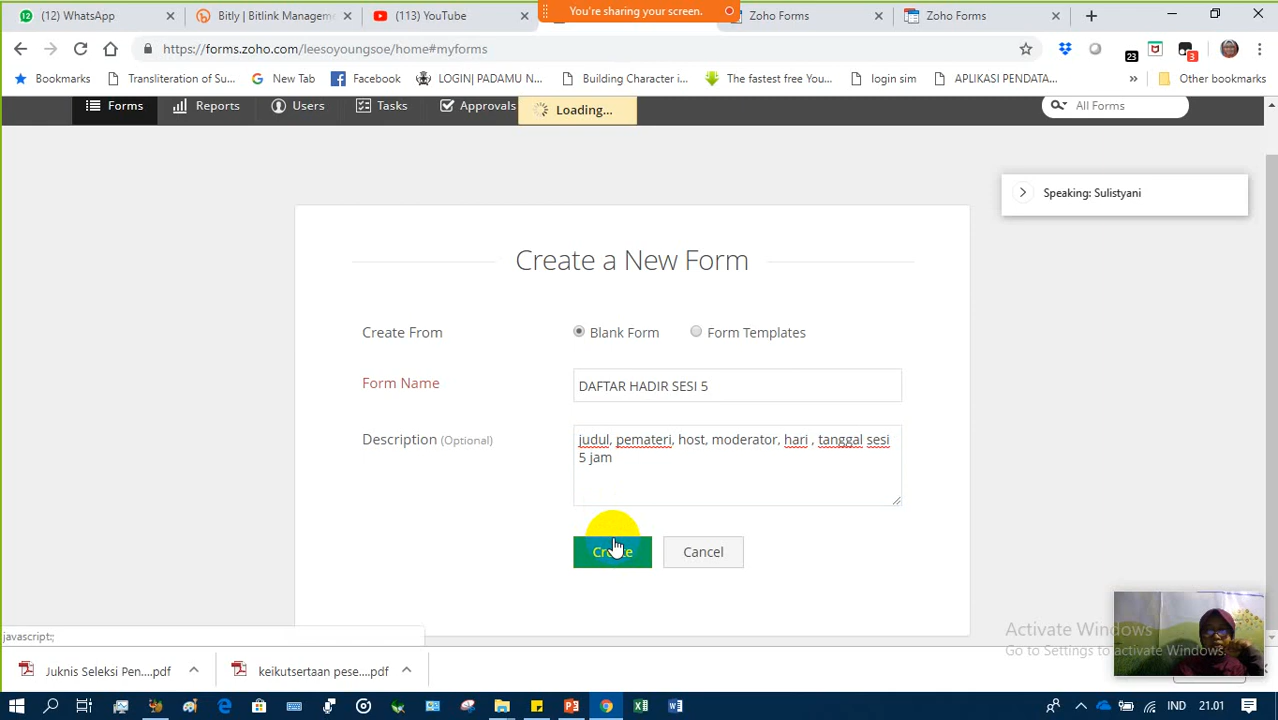 (12) WhatsApp
Bitly | Bitlink Managem
(113) YouTube
You're sharing your screen.
Zoho Forms
Zoho Forms
https://forms.zoho.com/leesoyoungsoe/home#myforms
23
3
Bookmarks
Transliteration of Su...
New Tab
Facebook
LOGIN| PADAMU N...
Building Character i...
The fastest free You...
login sim
APLIKASI PENDATA...
»
Other bookmarks
Forms
Reports
Users
Tasks
Approvals
Loading...
All Forms
Speaking: Sulistyani
Create a New Form
Create From
Blank Form
Form Templates
Form Name
DAFTAR HADIR SESI 5
Description (Optional)
judul, pemateri, host, moderator, hari , tanggal sesi
5 jam
Create
Cancel
Activate Windows
Go to Settings to activate Windows.
javascript:;
Juknis Seleksi Pen....pdf
keikutsertaan pese....pdf
IND
21.01